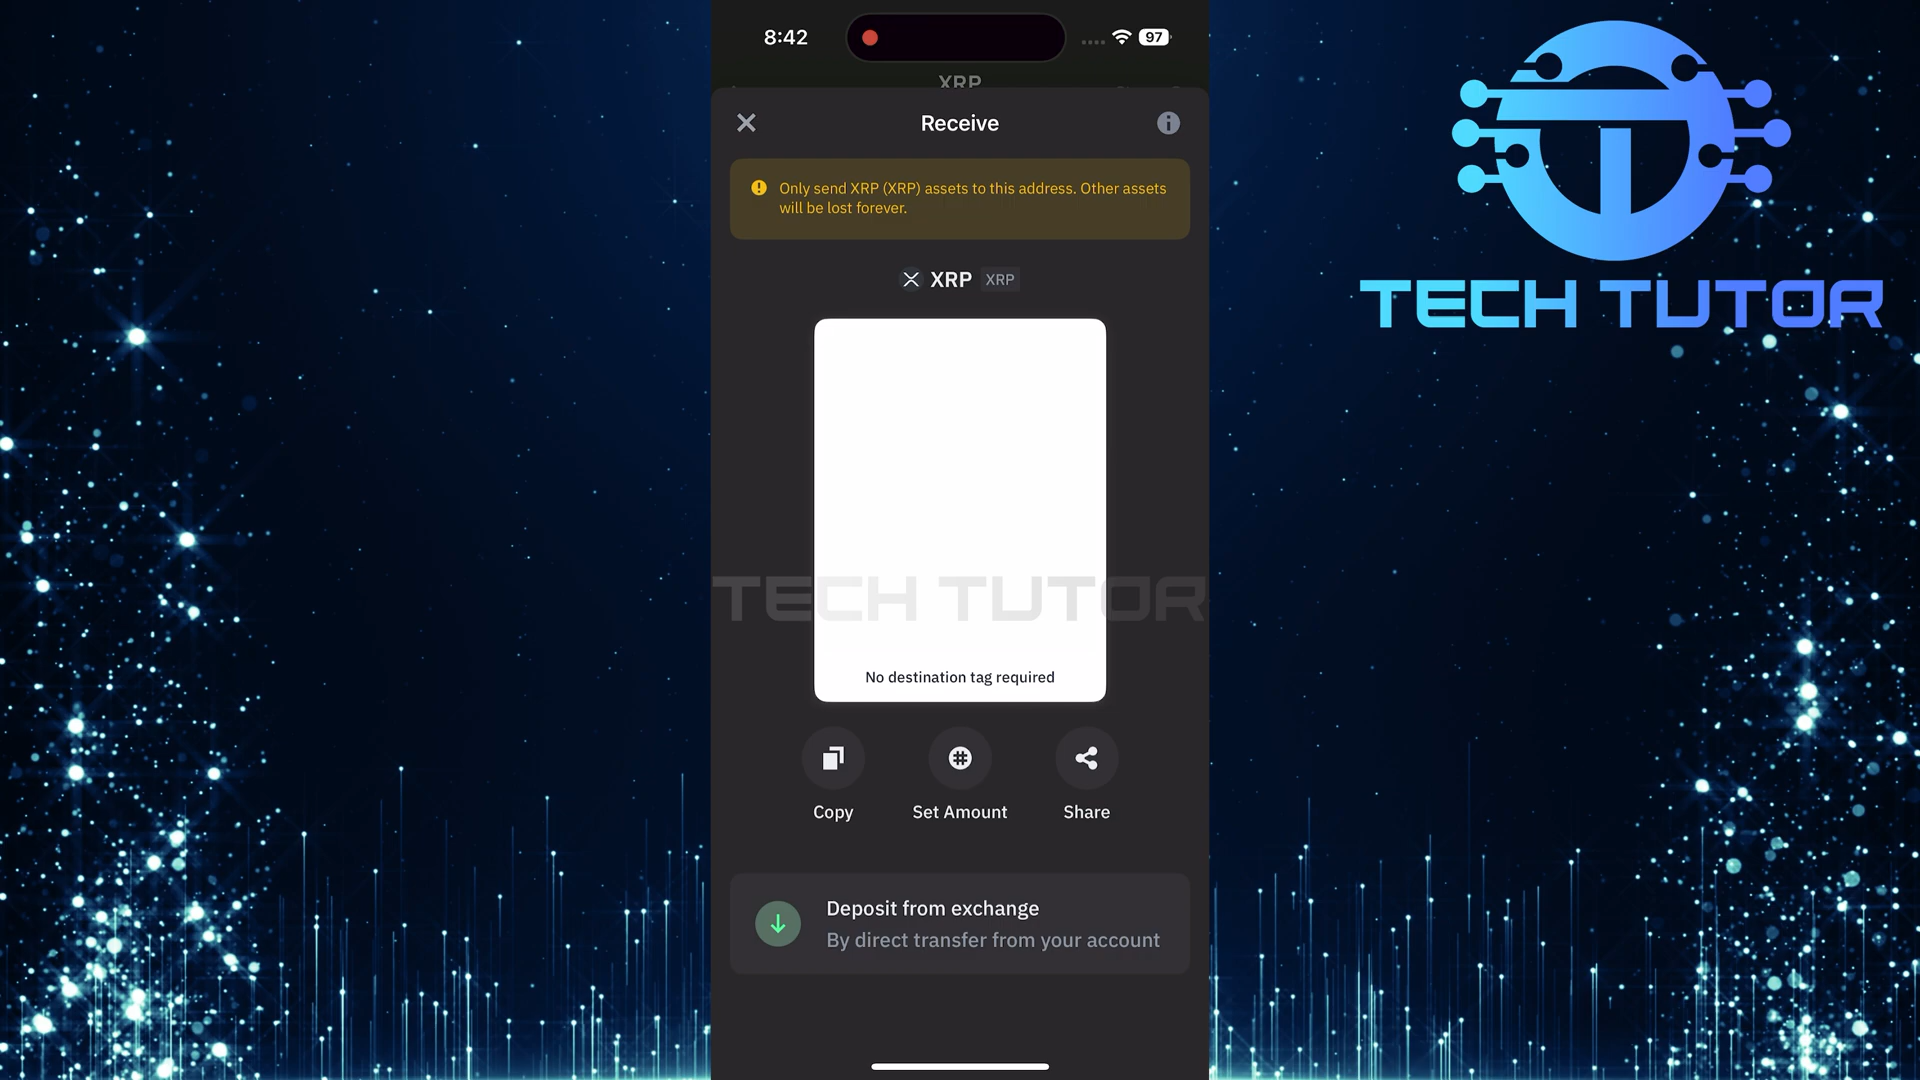 8:42
97
XRP
Receive
Only send XRP (XRP) assets to this address. Other assets
will be lost forever.
XRP XRP
No destination tag required
Copy
Set Amount
Share
Deposit from exchange
By direct transfer from your account
TECH TUTOR
TECH TUTOR